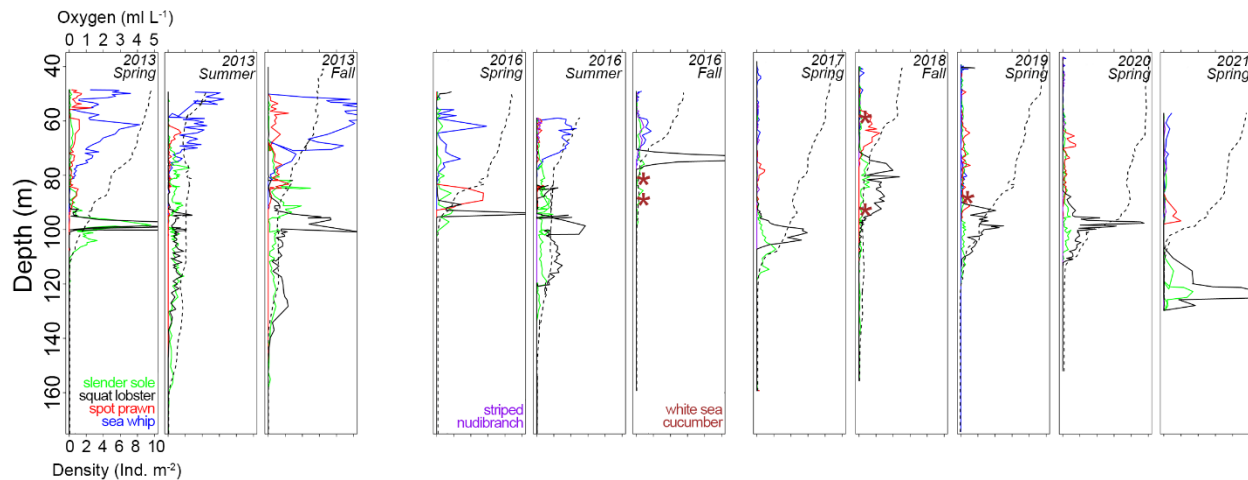 Oxygen (ml L⁻¹)
0 1 2 3 4 5
2013
Spring
2013
Summer
2013
Fall
2016
Spring
2016
Summer
2016
Fall
2017
Spring
2018
Fall
2019
Spring
2020
Spring
2021
Spring
Depth (m)
40
60
80
100
120
140
160
slender sole
squat lobster
spot prawn
sea whip
striped
nudibranch
white sea
cucumber
* 
*
*
*
*
0 2 4 6 8 10
Density (Ind. m⁻²)